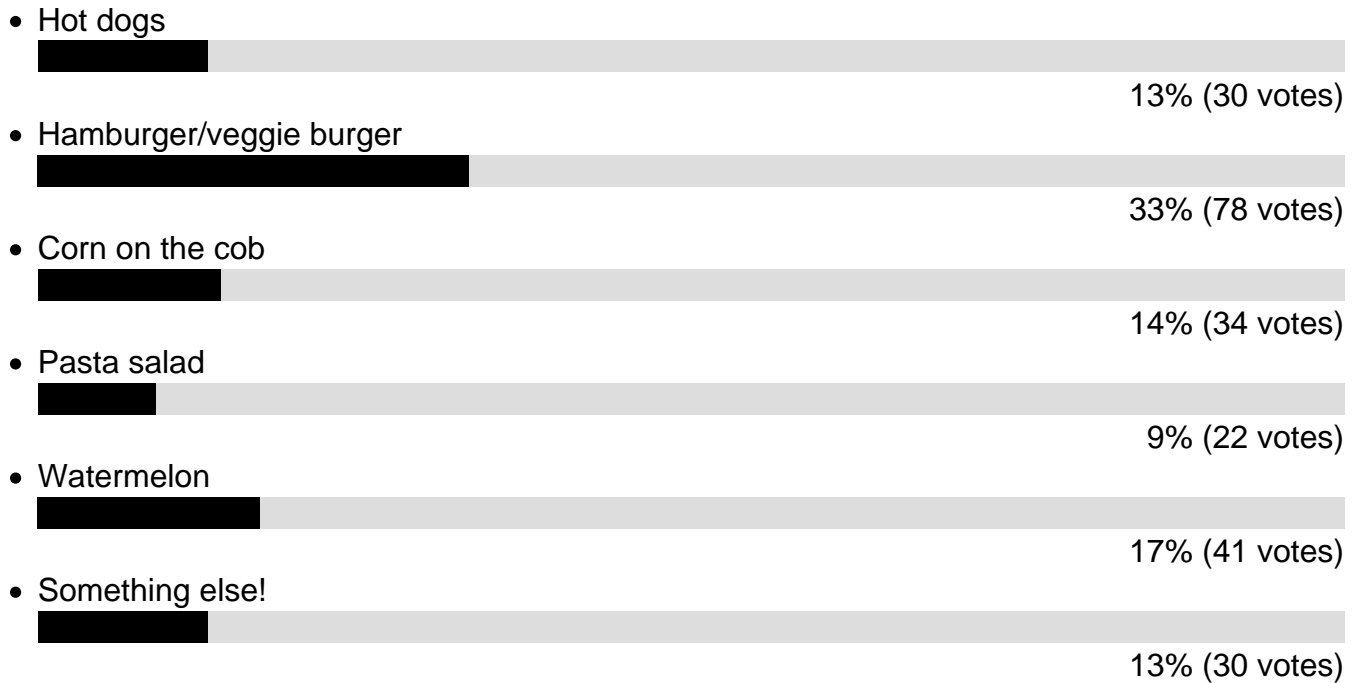 Hot dogs
13% (30 votes)
Hamburger/veggie burger
33% (78 votes)
Corn on the cob
14% (34 votes)
Pasta salad
9% (22 votes)
Watermelon
17% (41 votes)
Something else!
13% (30 votes)